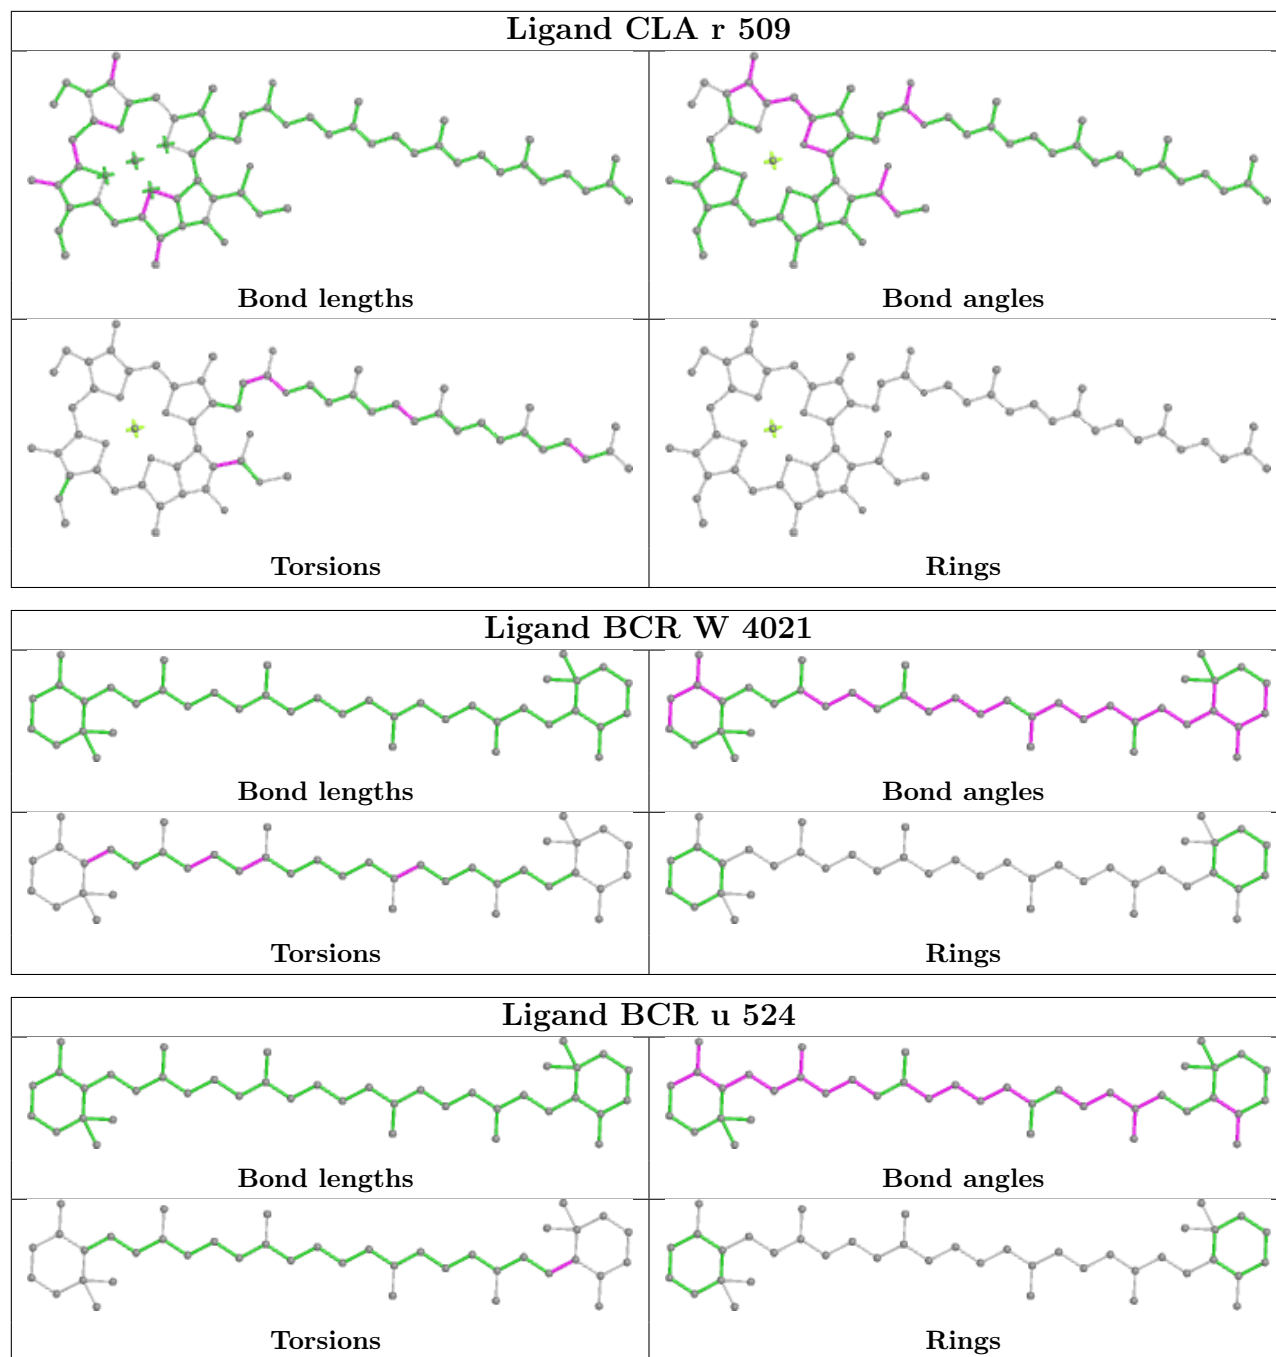 Ligand CLA r 509
Bond lengths
Bond angles
Torsions
Rings
Ligand BCR W 4021
Bond lengths
Bond angles
Torsions
Rings
Ligand BCR u 524
Bond lengths
Bond angles
Torsions
Rings